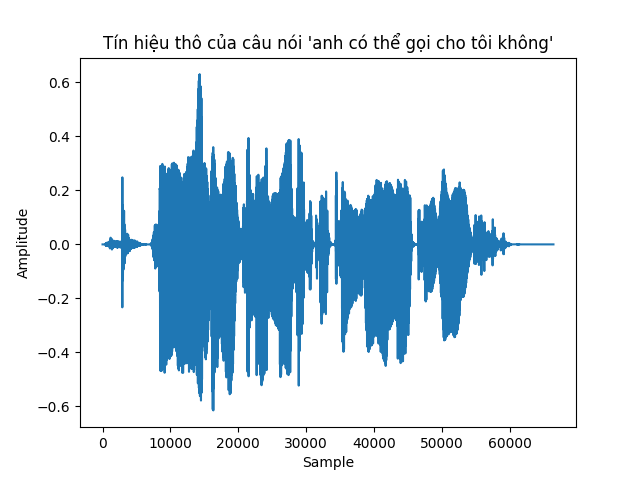 Tín hiệu thô của câu nói 'anh có thể gọi cho tôi không'
0.6
0.4
0.2
0.0
−0.2
−0.4
−0.6
Amplitude
0 10000 20000 30000 40000 50000 60000
Sample